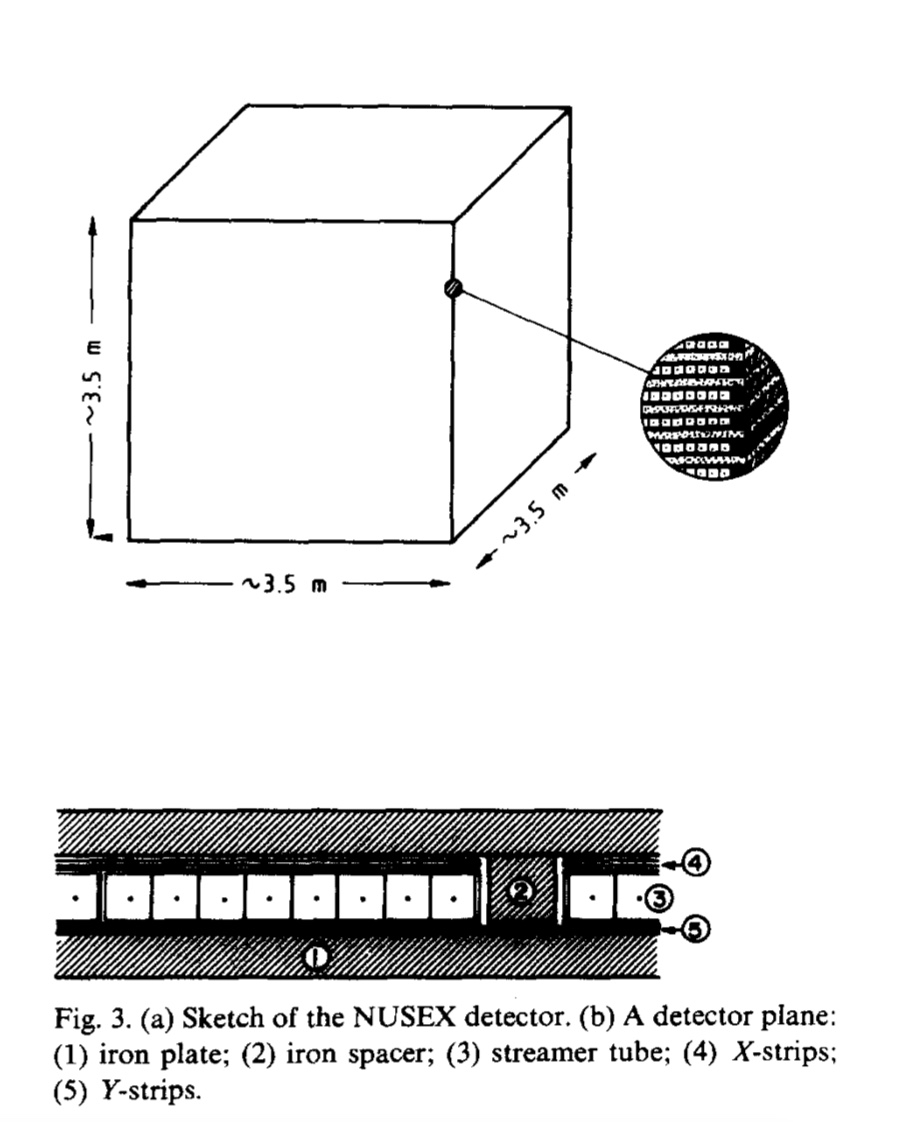 ~3.5 m
~3.5 m
~3.5 m
4
2
3
5
1
Fig. 3. (a) Sketch of the NUSEX detector. (b) A detector plane:
(1) iron plate; (2) iron spacer; (3) streamer tube; (4) X-strips;
(5) Y-strips.